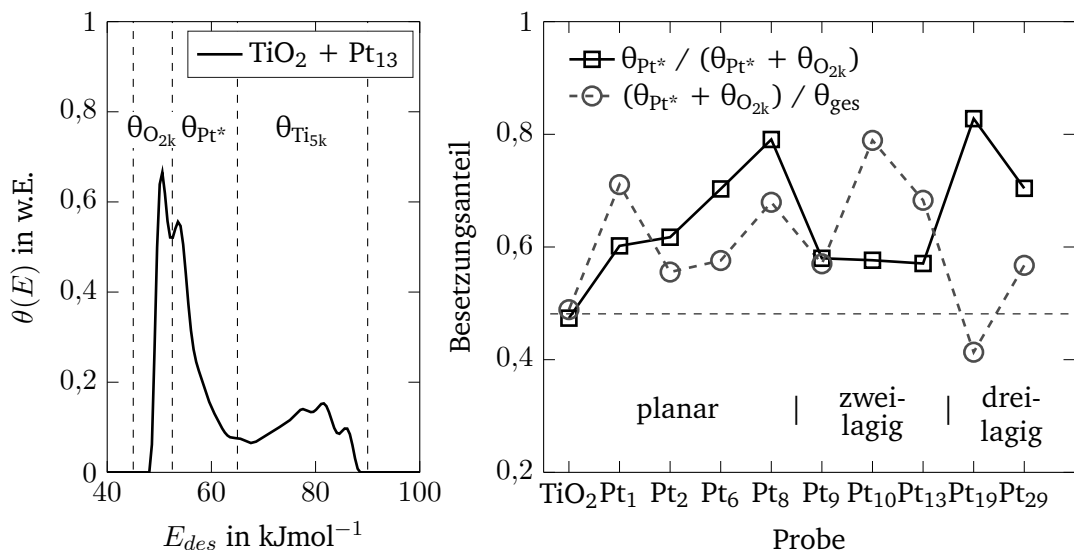 1
0,8
0,6
0,4
0,2
0
TiO₂ + Pt₁₃
θ_O₂ₖ θ_Pt* θ_Ti₅ₖ
θ(E) in w.E.
40 60 80 100
E_des in kJmol⁻¹
1
0,8
0,6
0,4
0,2
θ_Pt* / (θ_Pt* + θ_O₂ₖ)
(θ_Pt* + θ_O₂ₖ) / θ_ges
Besetzungsanteil
planar | zwei-lagig | drei-lagig
TiO₂ Pt₁ Pt₂ Pt₆ Pt₈ Pt₉ Pt₁₀ Pt₁₃ Pt₁₉ Pt₂₉
Probe